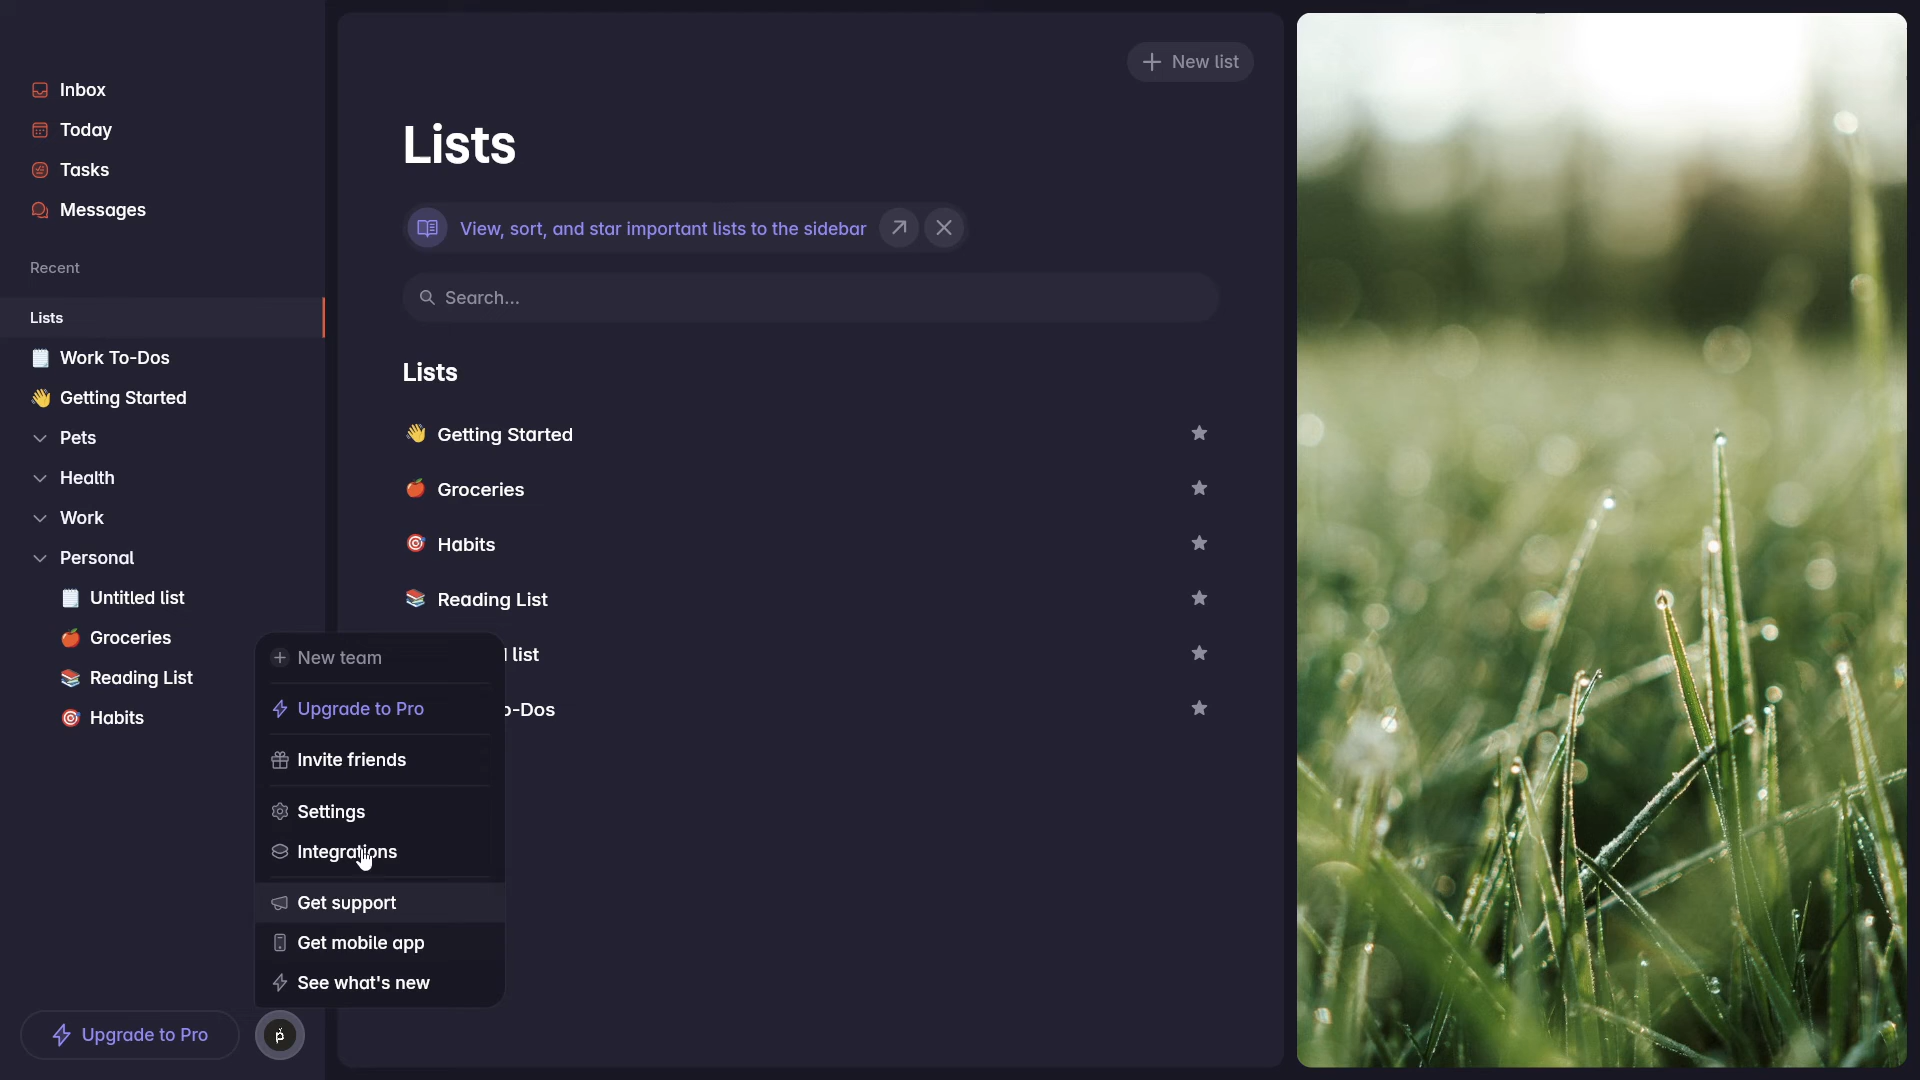 Inbox
Today
Tasks
Messages
Recent
Lists
Work To-Dos
Getting Started
Pets
Health
Work
Personal
Untitled list
Groceries
Reading List
Habits
Upgrade to Pro
New team
Upgrade to Pro
Invite friends
Settings
Integrations
Get support
Get mobile app
See what's new
New list
Lists
View, sort, and star important lists to the sidebar
Search...
Lists
Getting Started
Groceries
Habits
Reading List
list
o-Dos